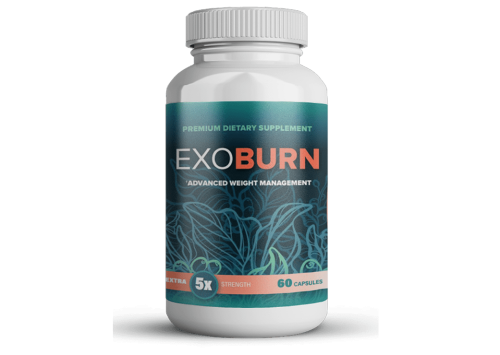 PREMIUM DIETARY SUPPLEMENT
EXOBURN
ADVANCED WEIGHT MANAGEMENT
EXTRA 5x STRENGTH 60 CAPSULES